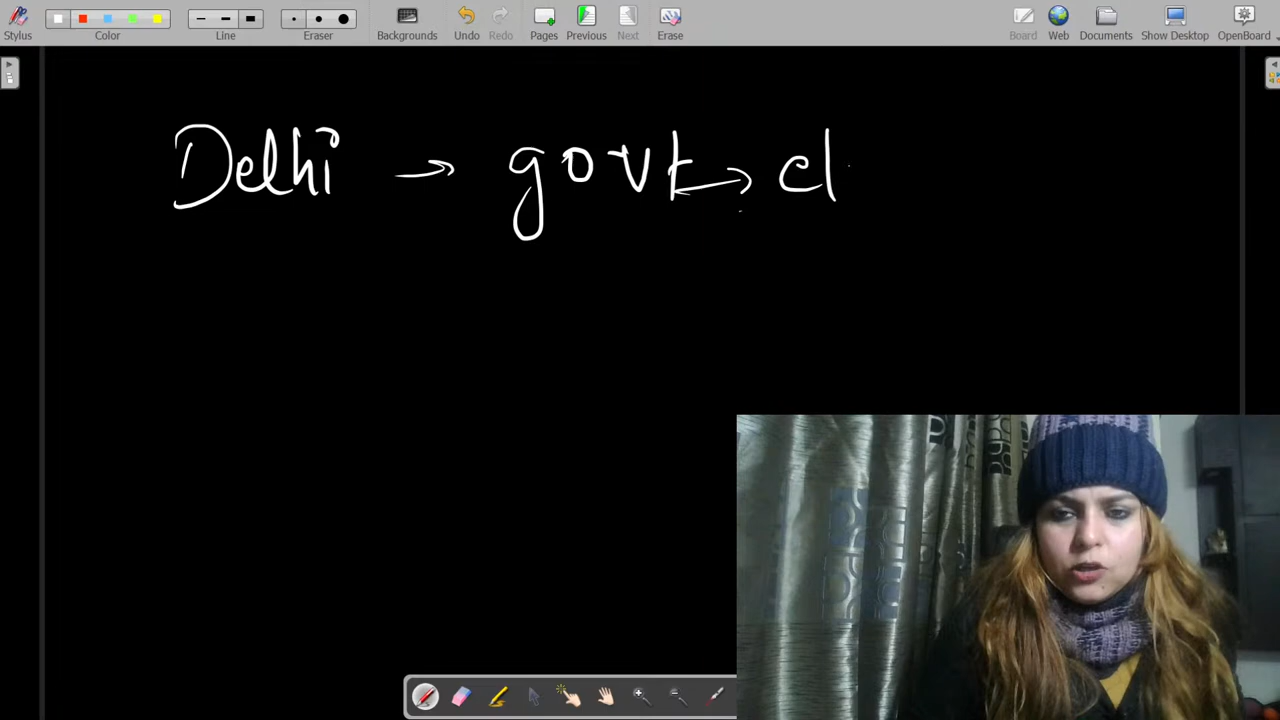 Stylus
Color
Line
Eraser
Backgrounds
Undo
Redo
Pages
Previous
Next
Erase
Board
Web
Documents
Show Desktop
OpenBoard
Delhi → govt → cl